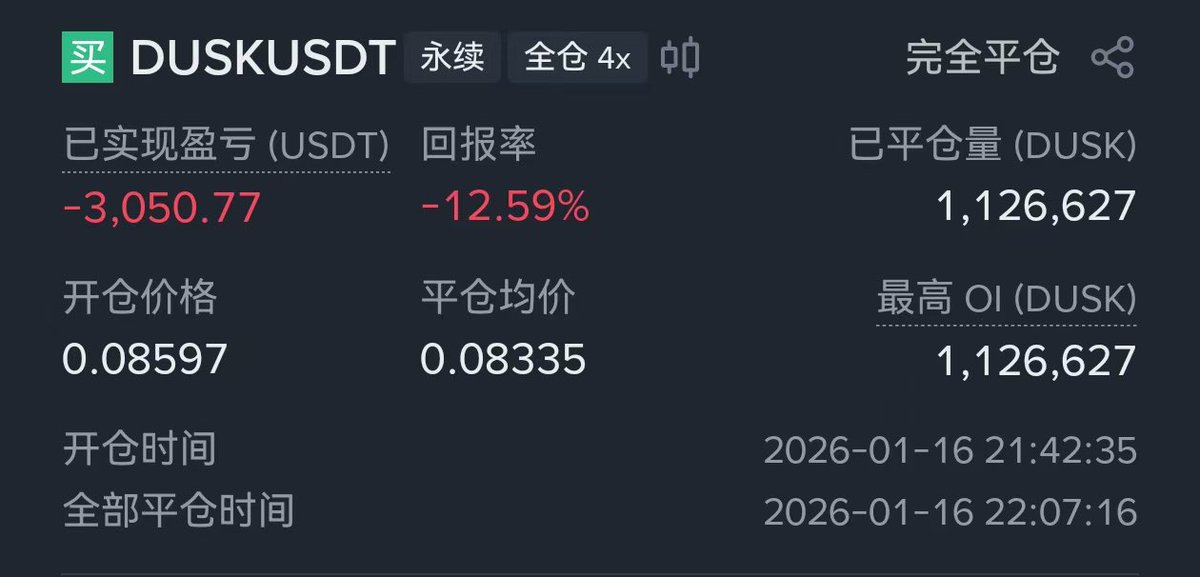 买 DUSKUSDT 永续 全仓 4x 完全平仓
已实现盈亏 (USDT) 回报率 已平仓量 (DUSK)
-3,050.77 -12.59% 1,126,627
开仓价格 平仓均价 最高 OI (DUSK)
0.08597 0.08335 1,126,627
开仓时间 2026-01-16 21:42:35
全部平仓时间 2026-01-16 22:07:16